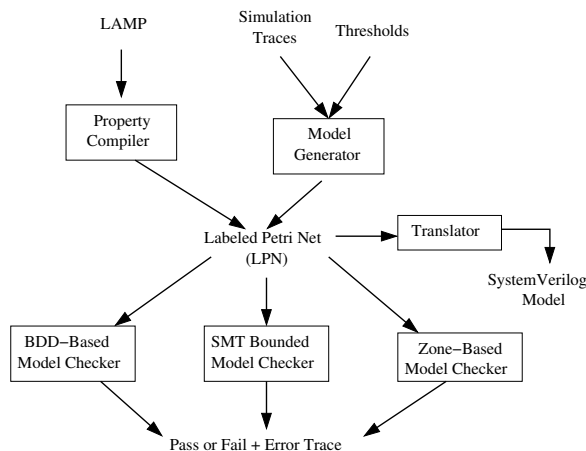 LAMP
Simulation
Traces
Thresholds
Property
Compiler
Model
Generator
Labeled Petri Net
(LPN)
Translator
SystemVerilog
Model
BDD−Based
Model Checker
SMT Bounded
Model Checker
Zone−Based
Model Checker
Pass or Fail + Error Trace